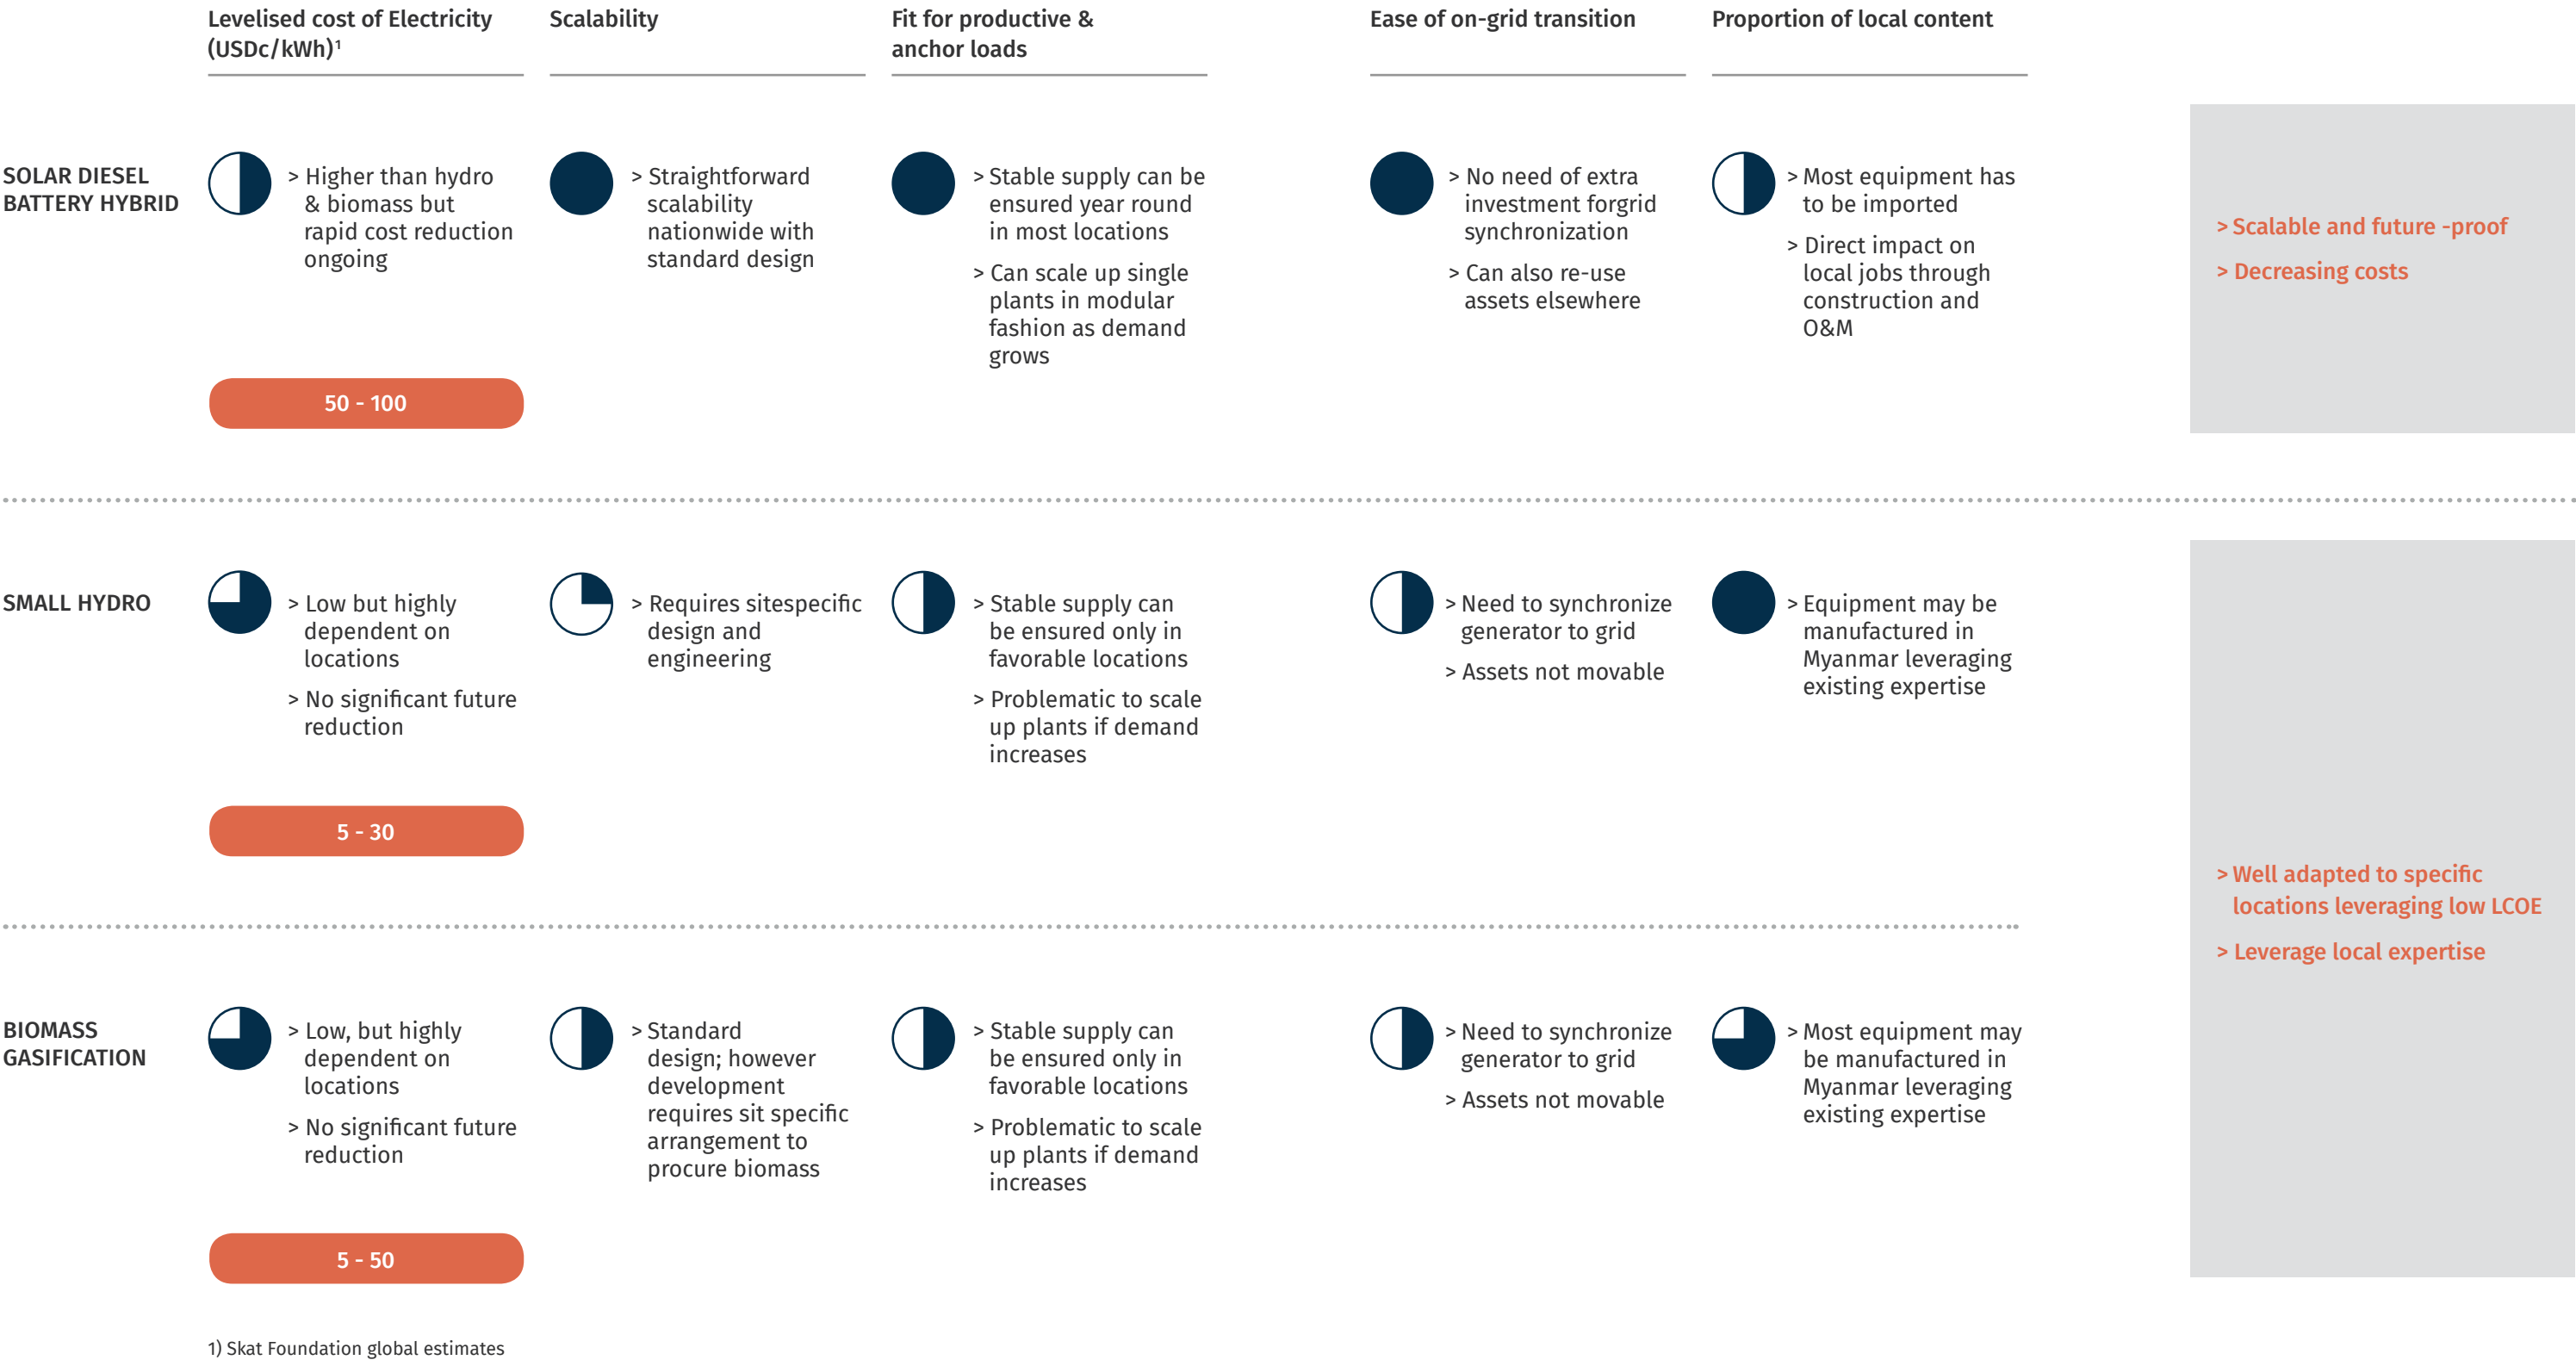 Levelised cost of Electricity
(USDc/kWh)¹
Scalability
Fit for productive &
anchor loads
Ease of on-grid transition
Proportion of local content
SOLAR DIESEL
BATTERY HYBRID
> Higher than hydro
& biomass but
rapid cost reduction
ongoing
50 - 100
> Straightforward
scalability
nationwide with
standard design
> Stable supply can be
ensured year round
in most locations
> Can scale up single
plants in modular
fashion as demand
grows
> No need of extra
investment forgrid
synchronization
> Can also re-use
assets elsewhere
> Most equipment has
to be imported
> Direct impact on
local jobs through
construction and
O&M
> Scalable and future -proof
> Decreasing costs
SMALL HYDRO
> Low but highly
dependent on
locations
> No significant future
reduction
5 - 30
> Requires sitespecific
design and
engineering
> Stable supply can
be ensured only in
favorable locations
> Problematic to scale
up plants if demand
increases
> Need to synchronize
generator to grid
> Assets not movable
> Equipment may be
manufactured in
Myanmar leveraging
existing expertise
> Well adapted to specific
locations leveraging low LCOE
> Leverage local expertise
BIOMASS
GASIFICATION
> Low, but highly
dependent on
locations
> No significant future
reduction
5 - 50
> Standard
design; however
development
requires sit specific
arrangement to
procure biomass
> Stable supply can
be ensured only in
favorable locations
> Problematic to scale
up plants if demand
increases
> Need to synchronize
generator to grid
> Assets not movable
> Most equipment may
be manufactured in
Myanmar leveraging
existing expertise
1) Skat Foundation global estimates